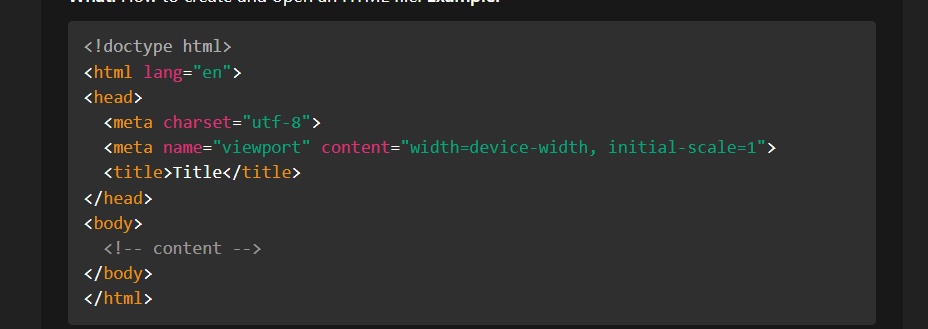 What: How to create and open an HTML file. Example:
<!doctype html>
<html lang="en">
<head>
  <meta charset="utf-8">
  <meta name="viewport" content="width=device-width, initial-scale=1">
  <title>Title</title>
</head>
<body>
  <!-- content -->
</body>
</html>